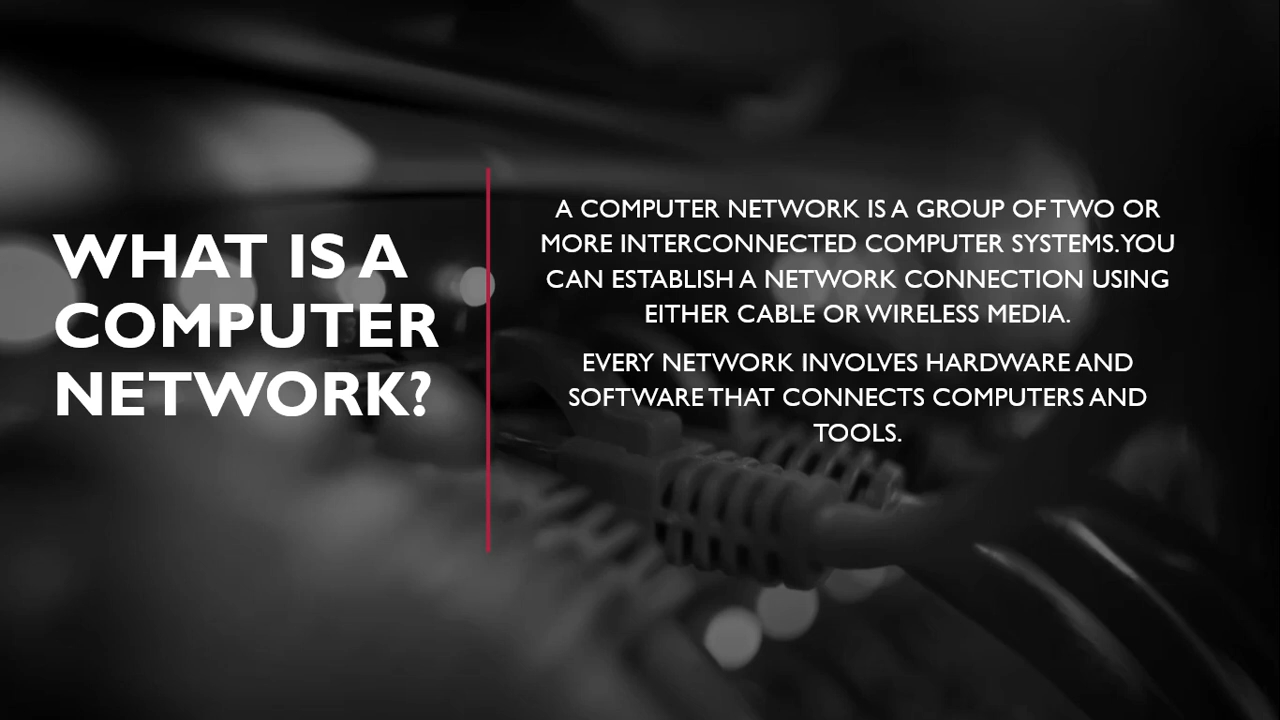 WHAT IS A
COMPUTER
NETWORK?
A COMPUTER NETWORK IS A GROUP OF TWO OR
MORE INTERCONNECTED COMPUTER SYSTEMS. YOU
CAN ESTABLISH A NETWORK CONNECTION USING
EITHER CABLE OR WIRELESS MEDIA.
EVERY NETWORK INVOLVES HARDWARE AND
SOFTWARE THAT CONNECTS COMPUTERS AND
TOOLS.